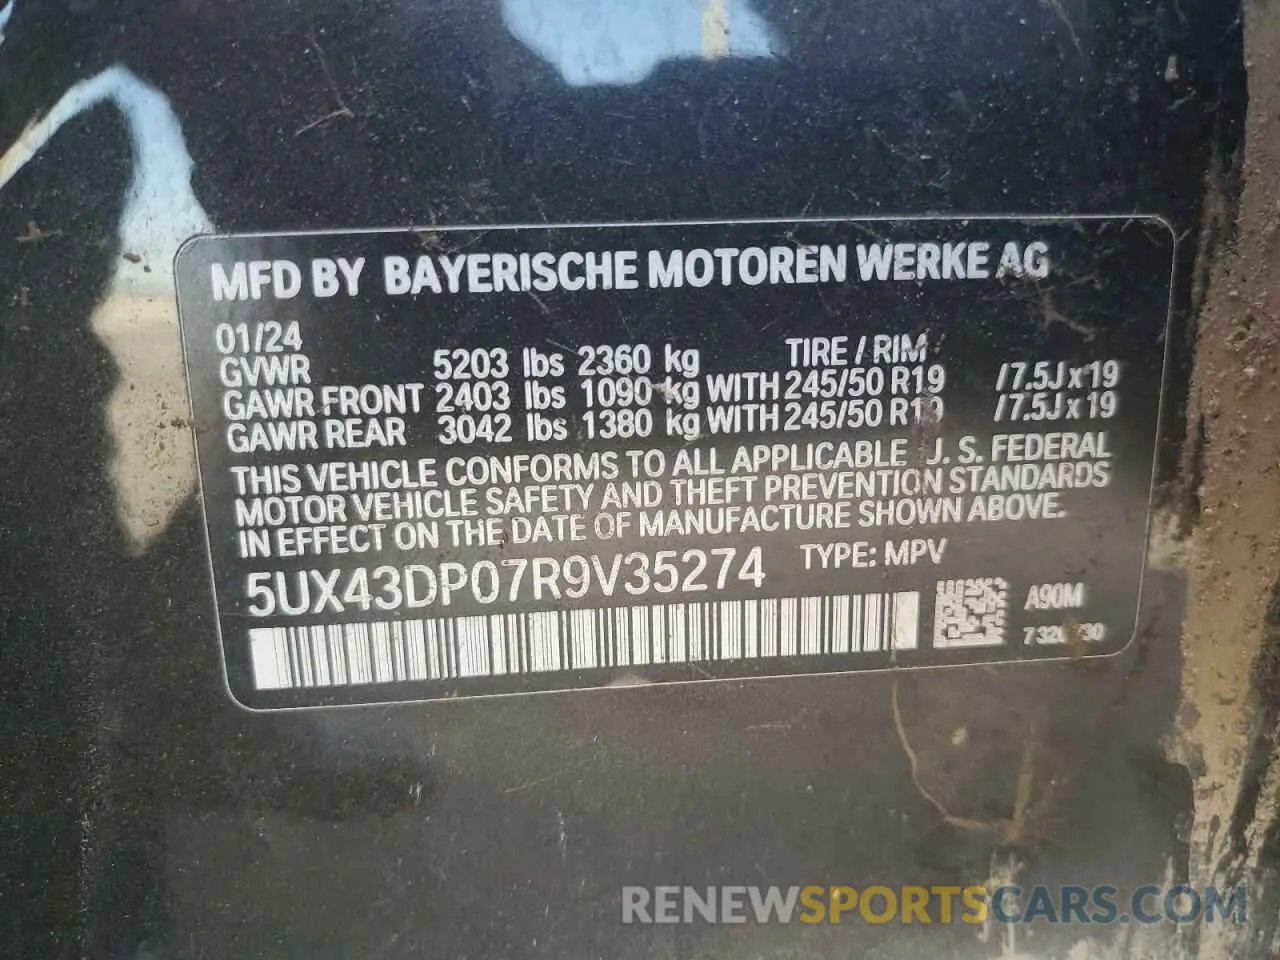 MFD BY BAYERISCHE MOTOREN WERKE AG
01/24
GVWR 5203 lbs 2360 kg TIRE / RIM
GAWR FRONT 2403 lbs 1090 kg WITH 245/50 R19 /7.5J x 19
GAWR REAR 3042 lbs 1380 kg WITH 245/50 R19 /7.5J x 19
THIS VEHICLE CONFORMS TO ALL APPLICABLE U. S. FEDERAL
MOTOR VEHICLE SAFETY AND THEFT PREVENTION STANDARDS
IN EFFECT ON THE DATE OF MANUFACTURE SHOWN ABOVE.
5UX43DP07R9V35274 TYPE: MPV
A90M
RENEWSPORTSCARS.COM